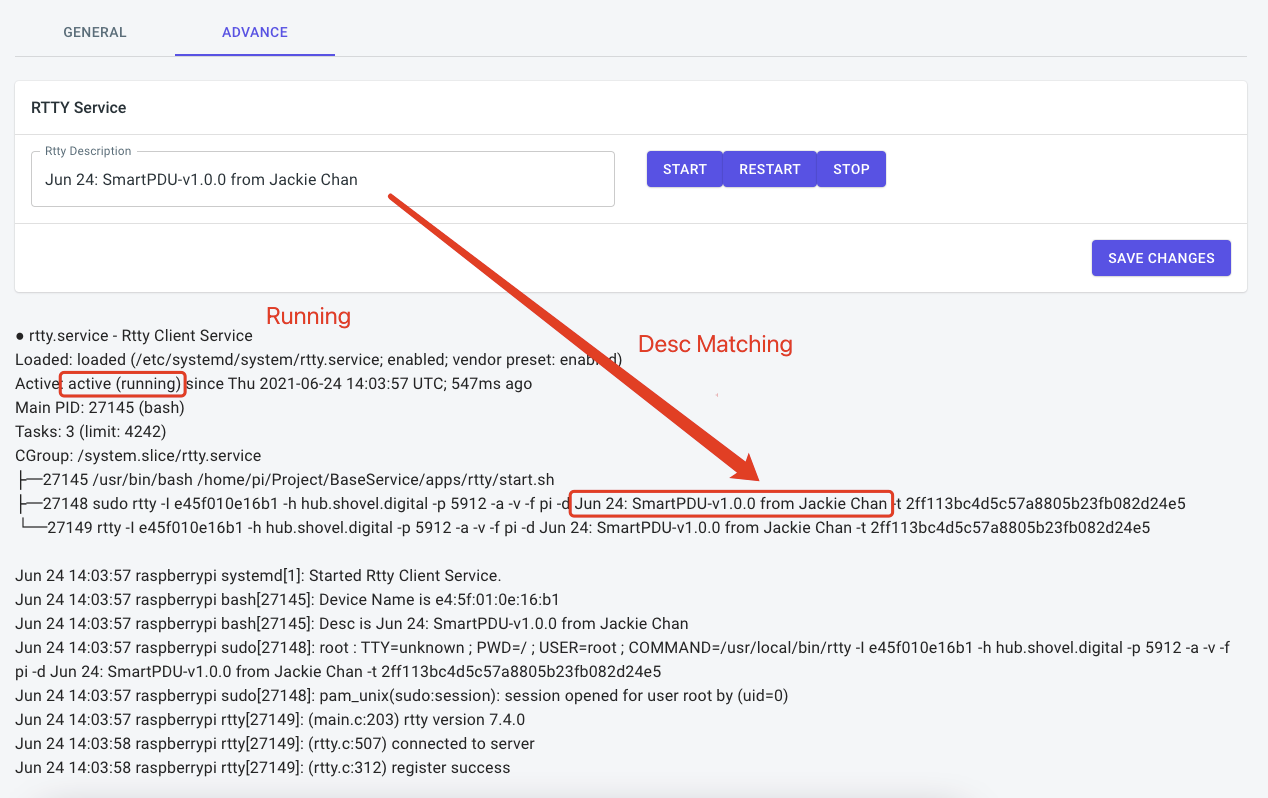 GENERAL
ADVANCE
RTTY Service
Rtty Description
Jun 24: SmartPDU-v1.0.0 from Jackie Chan
START
RESTART
STOP
SAVE CHANGES
Running
Desc Matching
● rtty.service - Rtty Client Service
Loaded: loaded (/etc/systemd/system/rtty.service; enabled; vendor preset: enabled)
Active: active (running) since Thu 2021-06-24 14:03:57 UTC; 547ms ago
Main PID: 27145 (bash)
Tasks: 3 (limit: 4242)
CGroup: /system.slice/rtty.service
├─27145 /usr/bin/bash /home/pi/Project/BaseService/apps/rtty/start.sh
├─27148 sudo rtty -I e45f010e16b1 -h hub.shovel.digital -p 5912 -a -v -f pi -d Jun 24: SmartPDU-v1.0.0 from Jackie Chan -t 2ff113bc4d5c57a8805b23fb082d24e5
└─27149 rtty -I e45f010e16b1 -h hub.shovel.digital -p 5912 -a -v -f pi -d Jun 24: SmartPDU-v1.0.0 from Jackie Chan -t 2ff113bc4d5c57a8805b23fb082d24e5
Jun 24 14:03:57 raspberrypi systemd[1]: Started Rtty Client Service.
Jun 24 14:03:57 raspberrypi bash[27145]: Device Name is e4:5f:01:0e:16:b1
Jun 24 14:03:57 raspberrypi bash[27145]: Desc is Jun 24: SmartPDU-v1.0.0 from Jackie Chan
Jun 24 14:03:57 raspberrypi sudo[27148]: root : TTY=unknown ; PWD=/ ; USER=root ; COMMAND=/usr/local/bin/rtty -I e45f010e16b1 -h hub.shovel.digital -p 5912 -a -v -f
pi -d Jun 24: SmartPDU-v1.0.0 from Jackie Chan -t 2ff113bc4d5c57a8805b23fb082d24e5
Jun 24 14:03:57 raspberrypi sudo[27148]: pam_unix(sudo:session): session opened for user root by (uid=0)
Jun 24 14:03:57 raspberrypi rtty[27149]: (main.c:203) rtty version 7.4.0
Jun 24 14:03:58 raspberrypi rtty[27149]: (rtty.c:507) connected to server
Jun 24 14:03:58 raspberrypi rtty[27149]: (rtty.c:312) register success